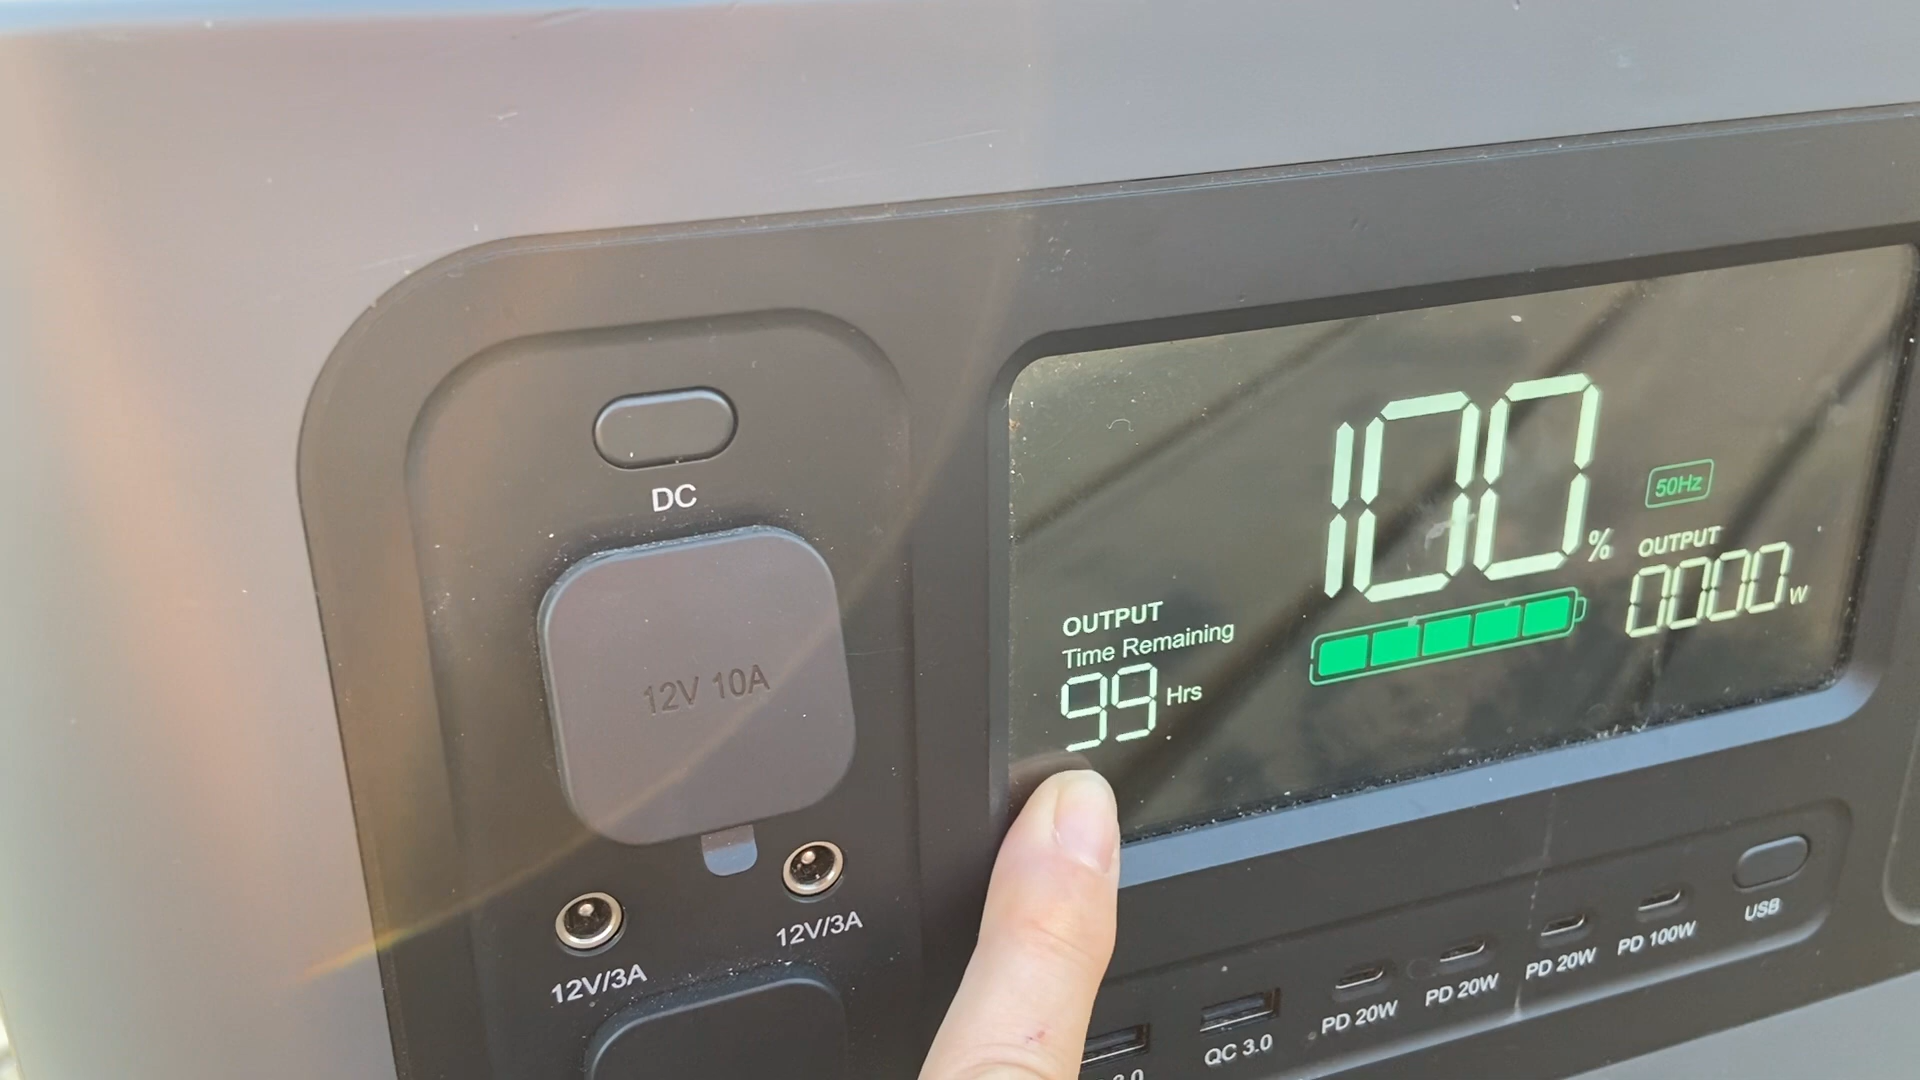 DC
12V 10A
12V/3A
12V/3A
OUTPUT
Time Remaining
99 Hrs
100%
50Hz
OUTPUT
0000W
QC 3.0
PD 20W
PD 20W
PD 20W
PD 100W
USB